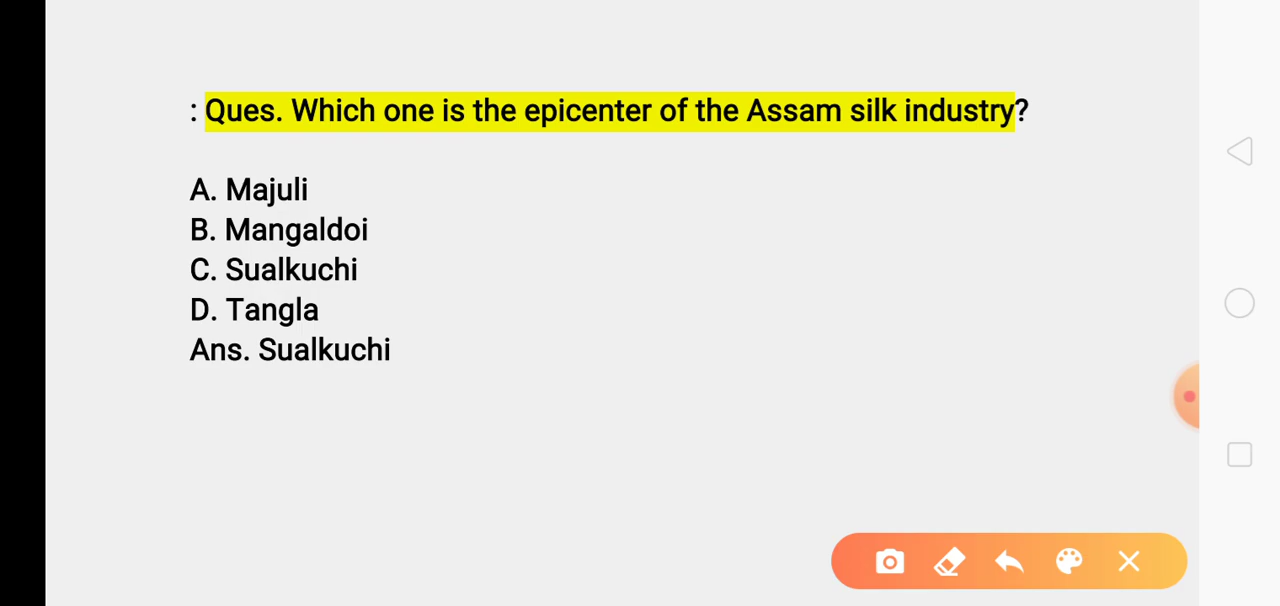 : Ques. Which one is the epicenter of the Assam silk industry?
A. Majuli
B. Mangaldoi
C. Sualkuchi
D. Tangla
Ans. Sualkuchi